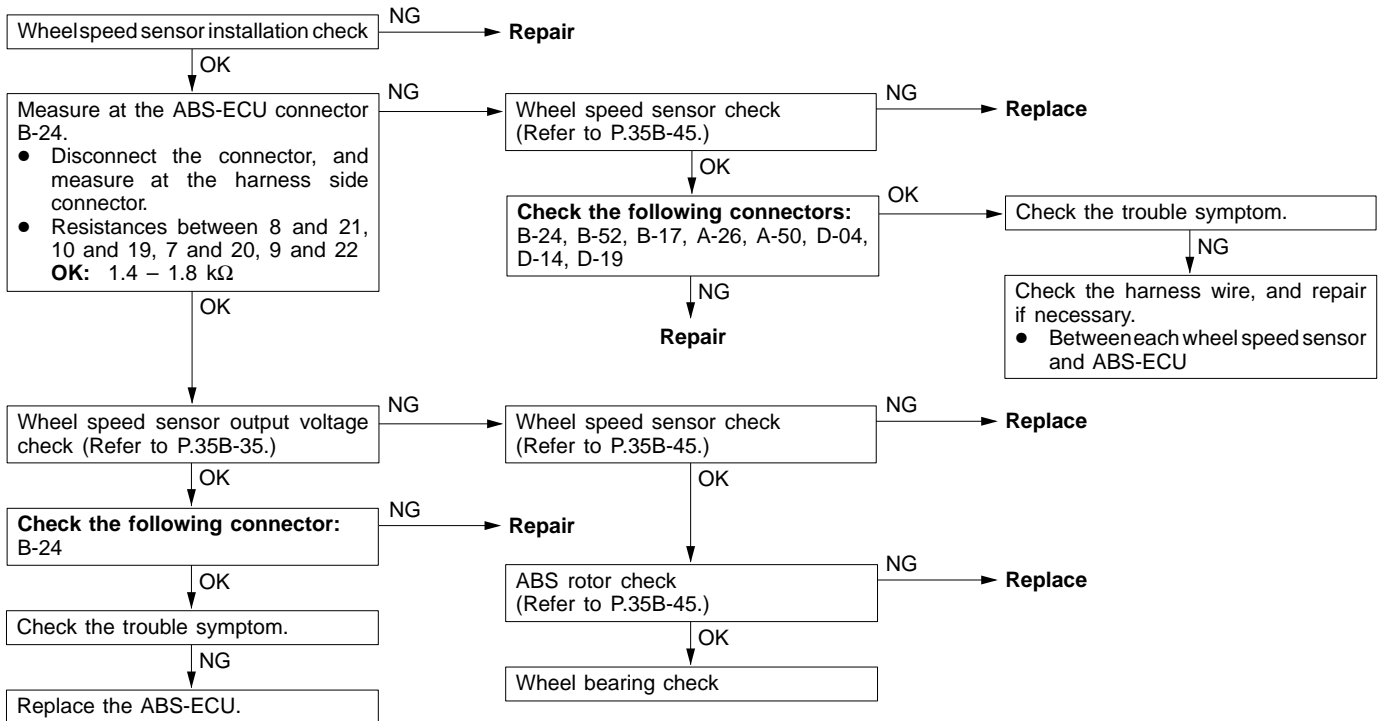 Wheel speed sensor installation check
NG
Repair
OK
Measure at the ABS-ECU connector
B-24.
● Disconnect the connector, and
measure at the harness side
connector.
● Resistances between 8 and 21,
10 and 19, 7 and 20, 9 and 22
OK: 1.4 – 1.8 kΩ
NG
Wheel speed sensor check
(Refer to P.35B-45.)
NG
Replace
OK
Check the following connectors:
B-24, B-52, B-17, A-26, A-50, D-04,
D-14, D-19
OK
Check the trouble symptom.
NG
Check the harness wire, and repair
if necessary.
● Between each wheel speed sensor
and ABS-ECU
NG
Repair
OK
Wheel speed sensor output voltage
check (Refer to P.35B-35.)
NG
Wheel speed sensor check
(Refer to P.35B-45.)
NG
Replace
OK
OK
Check the following connector:
B-24
NG
Repair
OK
ABS rotor check
(Refer to P.35B-45.)
NG
Replace
Check the trouble symptom.
OK
NG
Wheel bearing check
Replace the ABS-ECU.